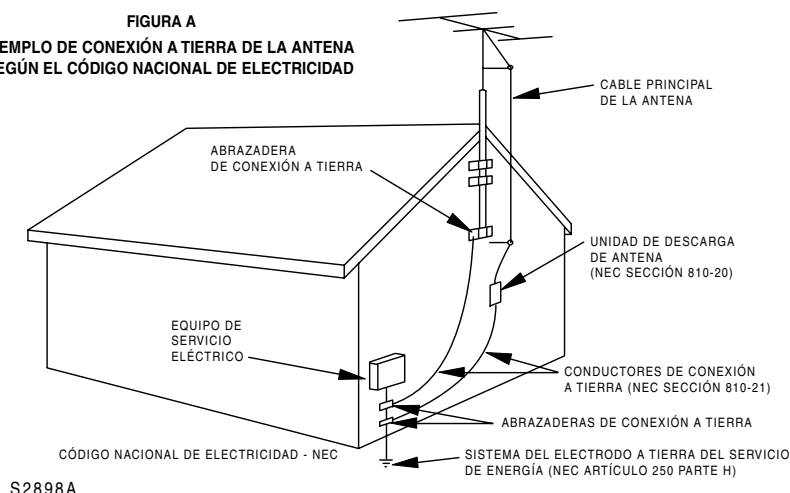 FIGURA A
EMPLO DE CONEXIÓN A TIERRA DE LA ANTENA
EGÚN EL CÓDIGO NACIONAL DE ELECTRICIDAD
CABLE PRINCIPAL
DE LA ANTENA
ABRAZADERA
DE CONEXIÓN A TIERRA
UNIDAD DE DESCARGA
DE ANTENA
(NEC SECCIÓN 810-20)
EQUIPO DE
SERVICIO
ELÉCTRICO
CONDUCTORES DE CONEXIÓN
A TIERRA (NEC SECCIÓN 810-21)
ABRAZADERAS DE CONEXIÓN A TIERRA
CÓDIGO NACIONAL DE ELECTRICIDAD - NEC
SISTEMA DEL ELECTRODO A TIERRA DEL SERVICIO
DE ENERGÍA (NEC ARTÍCULO 250 PARTE H)
S2898A